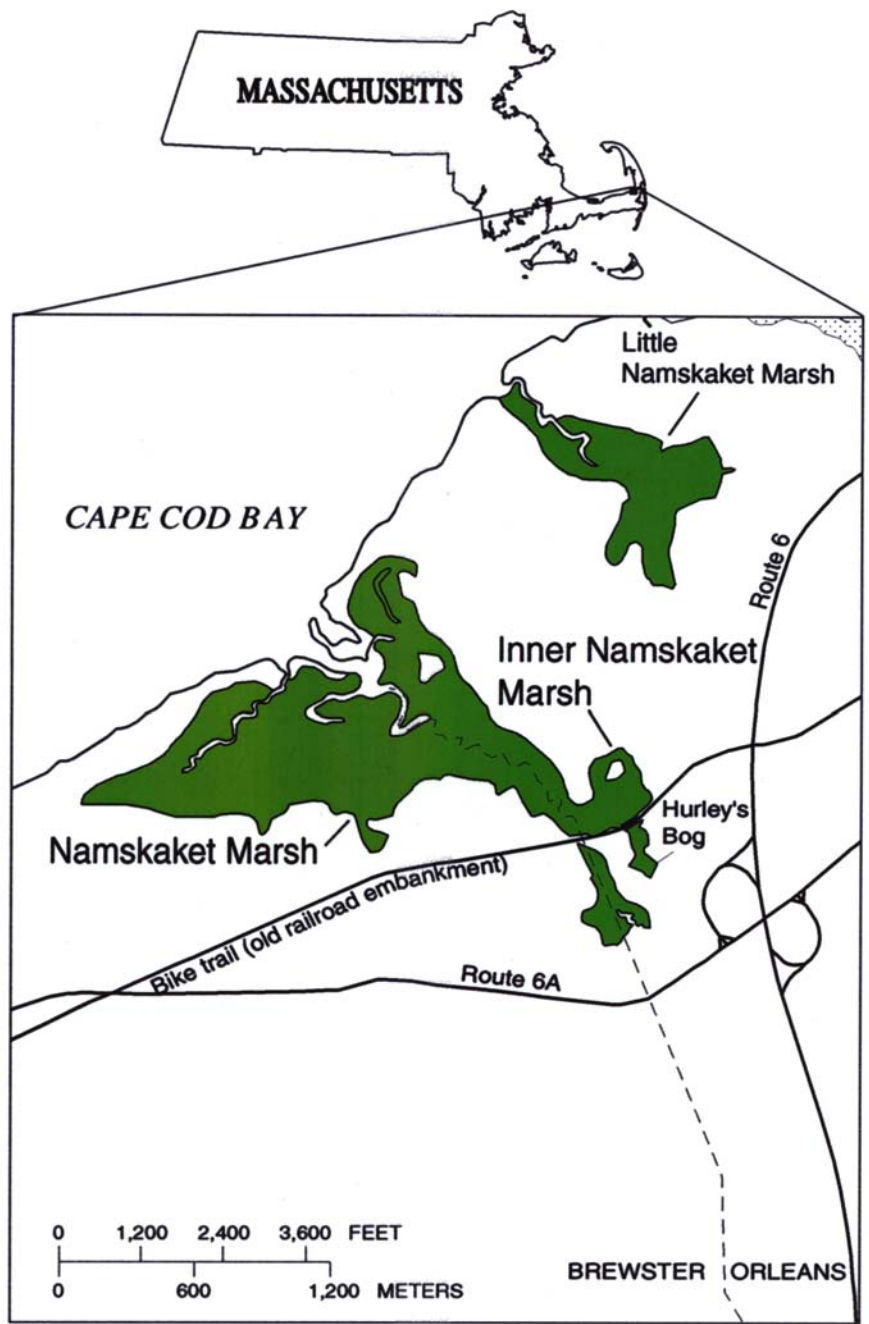 MASSACHUSETTS
Little
Namskaket Marsh
CAPE COD BAY
Route 6
Inner Namskaket
Marsh
Hurley's
Bog
Namskaket Marsh
Bike trail (old railroad embankment)
Route 6A
0 1,200 2,400 3,600 FEET
0 600 1,200 METERS
BREWSTER ORLEANS